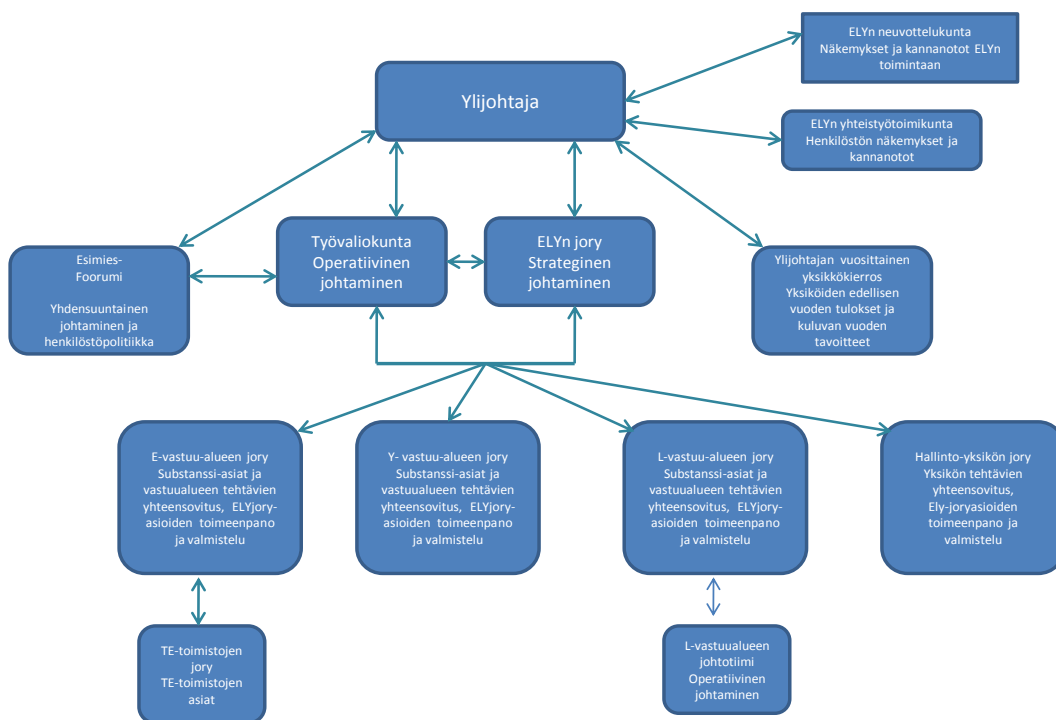 ELYn neuvottelukunta
Näkemykset ja kannanotot ELYn
toimintaan
Ylijohtaja
ELYn yhteistyötoimikunta
Henkilöstön näkemykset ja
kannanotot
Esimies-
Foorumi
Yhdensuuntainen
johtaminen ja
henkilöstöpolitiikka
Työvaliokunta
Operatiivinen
johtaminen
ELYn jory
Strateginen
johtaminen
Ylijohtajan vuosittainen
yksikkökierros
Yksiköiden edellisen
vuoden tulokset ja
kuluvan vuoden
tavoitteet
E-vastuu-alueen jory
Substanssi-asiat ja
vastuualueen tehtävien
yhteensovitus, ELYjory-
asioiden toimeenpano
ja valmistelu
Y- vastuu-alueen jory
Substanssi-asiat ja
vastuualueen tehtävien
yhteensovitus, ELYjory-
asioiden toimeenpano
ja valmistelu
L-vastuu-alueen jory
Substanssi-asiat ja
vastuualueen tehtävien
yhteensovitus, ELYjory-
asioiden toimeenpano
ja valmistelu
Hallinto-yksikön jory
Yksikön tehtävien
yhteensovitus,
Ely-joryasioiden
toimeenpano ja
valmistelu
TE-toimistojen
jory
TE-toimistojen
asiat
L-vastuualueen
johtotiimi
Operatiivinen
johtaminen